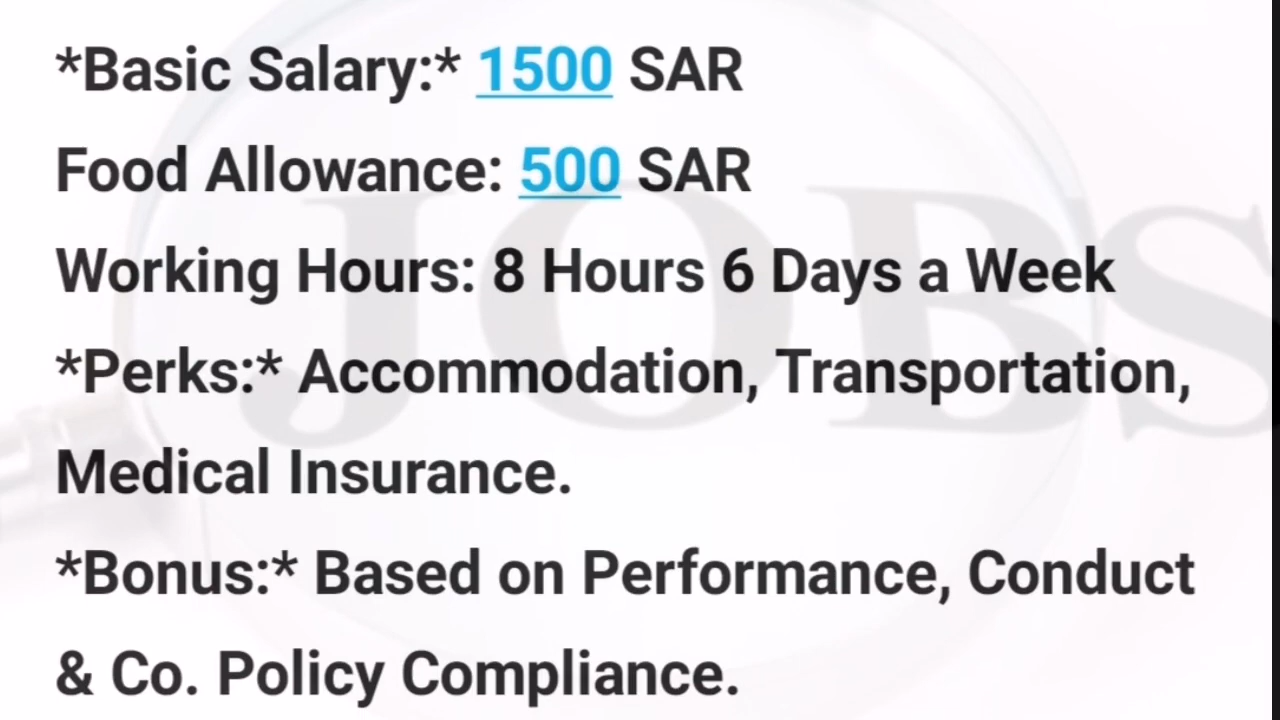 *Basic Salary:* 1500 SAR
Food Allowance: 500 SAR
Working Hours: 8 Hours 6 Days a Week
*Perks:* Accommodation, Transportation,
Medical Insurance.
*Bonus:* Based on Performance, Conduct
& Co. Policy Compliance.
JOBS